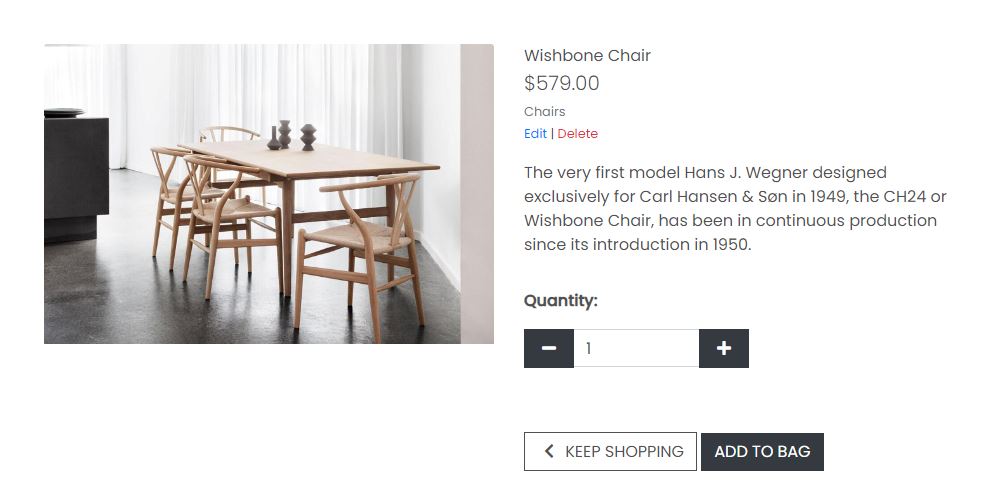 Wishbone Chair
$579.00
Chairs
Edit | Delete
The very first model Hans J. Wegner designed
exclusively for Carl Hansen & Søn in 1949, the CH24 or
Wishbone Chair, has been in continuous production
since its introduction in 1950.
Quantity:
1
KEEP SHOPPING
ADD TO BAG